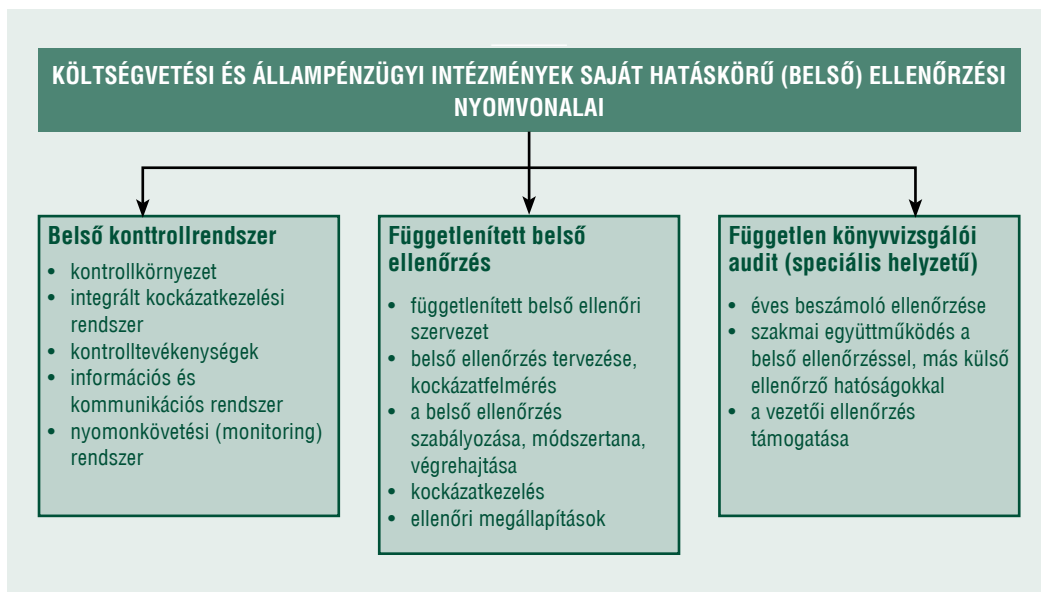 KÖLTSÉGVETÉSI ÉS ÁLLAMPÉNZÜGYI INTÉZMÉNYEK SAJÁT HATÁSKÖRŰ (BELSŐ) ELLENŐRZÉSI
NYOMVONALAI
Belső konttrollrendszer
• kontrollkörnyezet
• integrált kockázatkezelési
rendszer
• kontrolltevékenységek
• információs és
kommunikációs rendszer
• nyomonkövetési (monitoring)
rendszer
Függetlenített belső
ellenőrzés
• függetlenített belső ellenőri
szervezet
• belső ellenőrzés tervezése,
kockázatfelmérés
• a belső ellenőrzés
szabályozása, módszertana,
végrehajtása
• kockázatkezelés
• ellenőri megállapítások
Független könyvvizsgálói
audit (speciális helyzetű)
• éves beszámoló ellenőrzése
• szakmai együttműködés a
belső ellenőrzéssel, más külső
ellenőrző hatóságokkal
• a vezetői ellenőrzés
támogatása